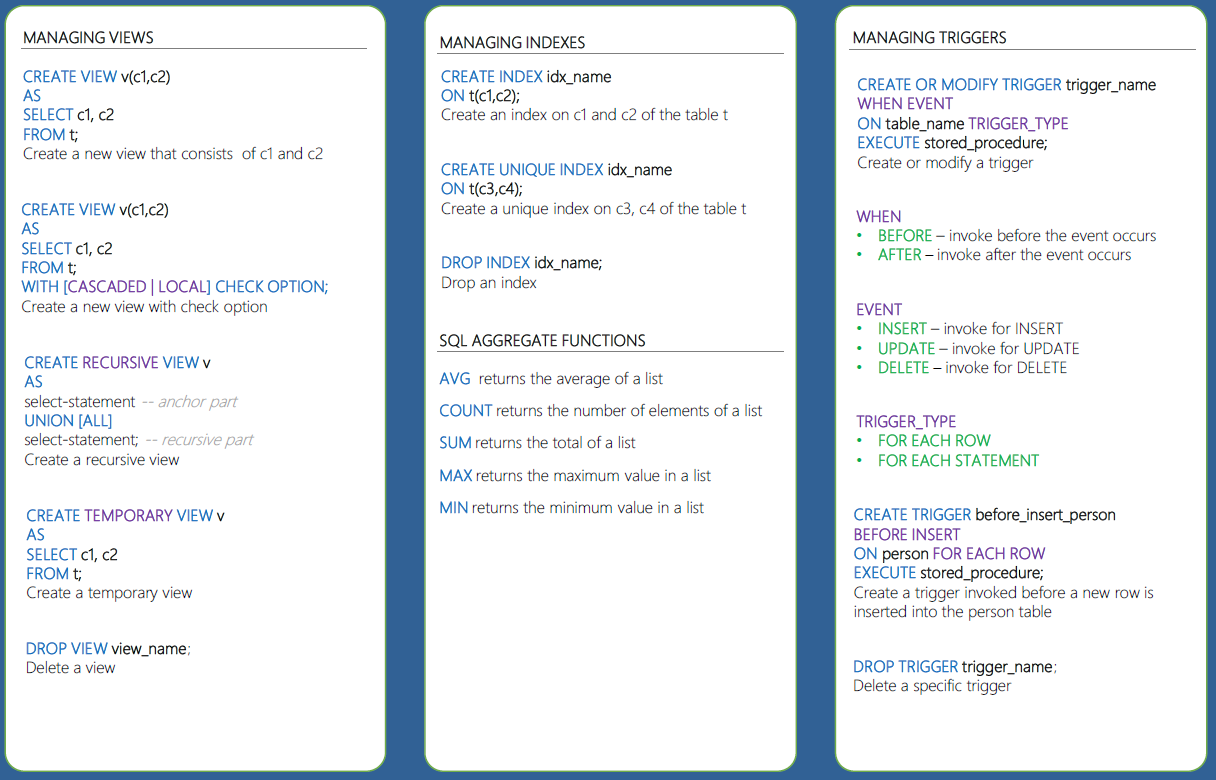 MANAGING VIEWS
CREATE VIEW v(c1,c2)
AS
SELECT c1, c2
FROM t;
Create a new view that consists of c1 and c2
CREATE VIEW v(c1,c2)
AS
SELECT c1, c2
FROM t;
WITH [CASCADED | LOCAL] CHECK OPTION;
Create a new view with check option
CREATE RECURSIVE VIEW v
AS
select-statement -- anchor part
UNION [ALL]
select-statement; -- recursive part
Create a recursive view
CREATE TEMPORARY VIEW v
AS
SELECT c1, c2
FROM t;
Create a temporary view
DROP VIEW view_name;
Delete a view
MANAGING INDEXES
CREATE INDEX idx_name
ON t(c1,c2);
Create an index on c1 and c2 of the table t
CREATE UNIQUE INDEX idx_name
ON t(c3,c4);
Create a unique index on c3, c4 of the table t
DROP INDEX idx_name;
Drop an index
SQL AGGREGATE FUNCTIONS
AVG returns the average of a list
COUNT returns the number of elements of a list
SUM returns the total of a list
MAX returns the maximum value in a list
MIN returns the minimum value in a list
MANAGING TRIGGERS
CREATE OR MODIFY TRIGGER trigger_name
WHEN EVENT
ON table_name TRIGGER_TYPE
EXECUTE stored_procedure;
Create or modify a trigger
WHEN
• BEFORE – invoke before the event occurs
• AFTER – invoke after the event occurs
EVENT
• INSERT – invoke for INSERT
• UPDATE – invoke for UPDATE
• DELETE – invoke for DELETE
TRIGGER_TYPE
• FOR EACH ROW
• FOR EACH STATEMENT
CREATE TRIGGER before_insert_person
BEFORE INSERT
ON person FOR EACH ROW
EXECUTE stored_procedure;
Create a trigger invoked before a new row is
inserted into the person table
DROP TRIGGER trigger_name;
Delete a specific trigger